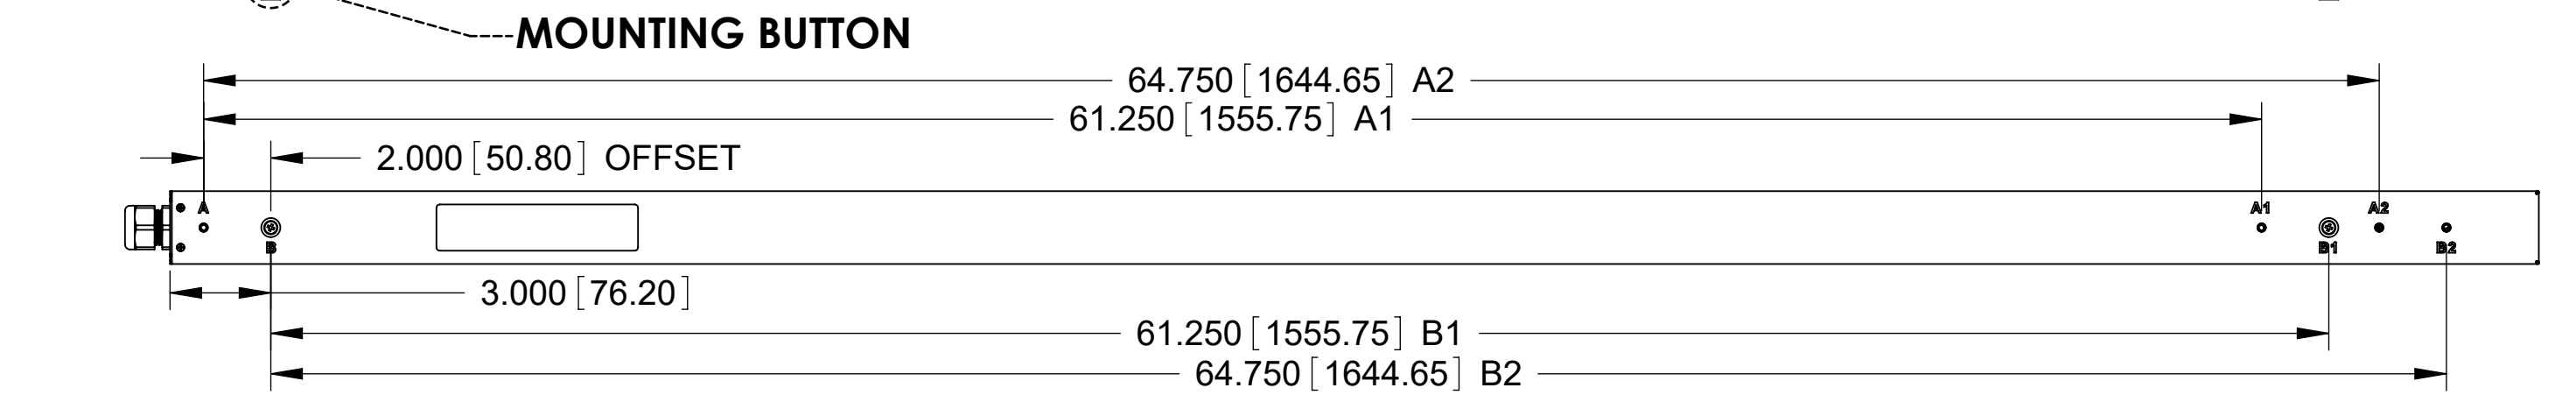 MOUNTING BUTTON
64.750 [1644.65] A2
61.250 [1555.75] A1
2.000 [50.80] OFFSET
A A1 A2
B B1 B2
3.000 [76.20]
61.250 [1555.75] B1
64.750 [1644.65] B2